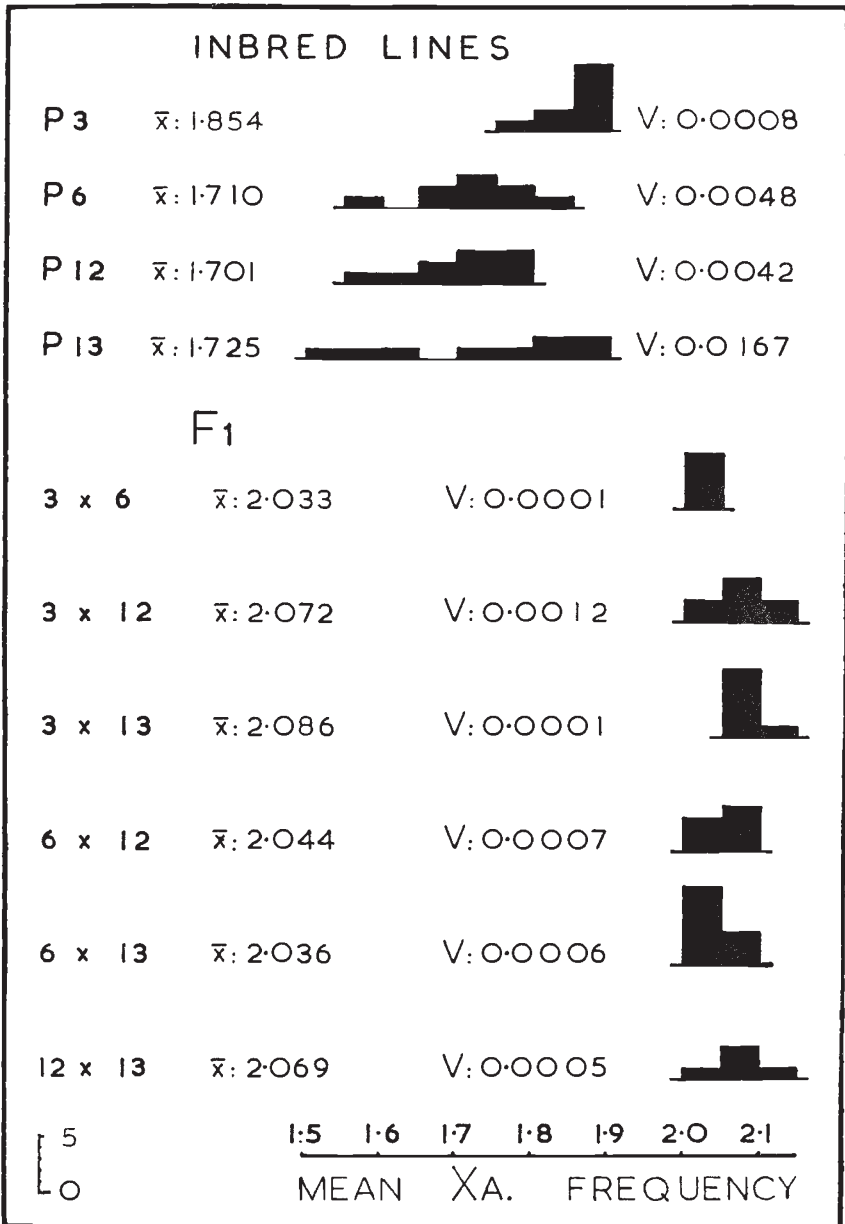 INBRED LINES
P3 x̄: 1·854 V: 0·0008
P6 x̄: 1·710 V: 0·0048
P12 x̄: 1·701 V: 0·0042
P13 x̄: 1·725 V: 0·0167
F1
3 x 6 x̄: 2·033 V: 0·0001
3 x 12 x̄: 2·072 V: 0·0012
3 x 13 x̄: 2·086 V: 0·0001
6 x 12 x̄: 2·044 V: 0·0007
6 x 13 x̄: 2·036 V: 0·0006
12 x 13 x̄: 2·069 V: 0·0005
5 1·5 1·6 1·7 1·8 1·9 2·0 2·1
0 MEAN XA. FREQUENCY